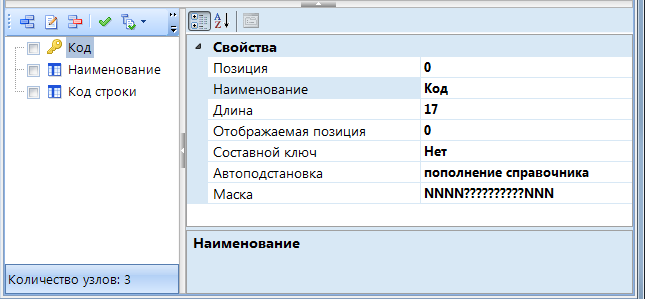 Код
Наименование
Код строки
Количество узлов: 3
Свойства
Позиция 0
Наименование Код
Длина 17
Отображаемая позиция 0
Составной ключ Нет
Автоподстановка пополнение справочника
Маска NNNN??????????NNN
Наименование